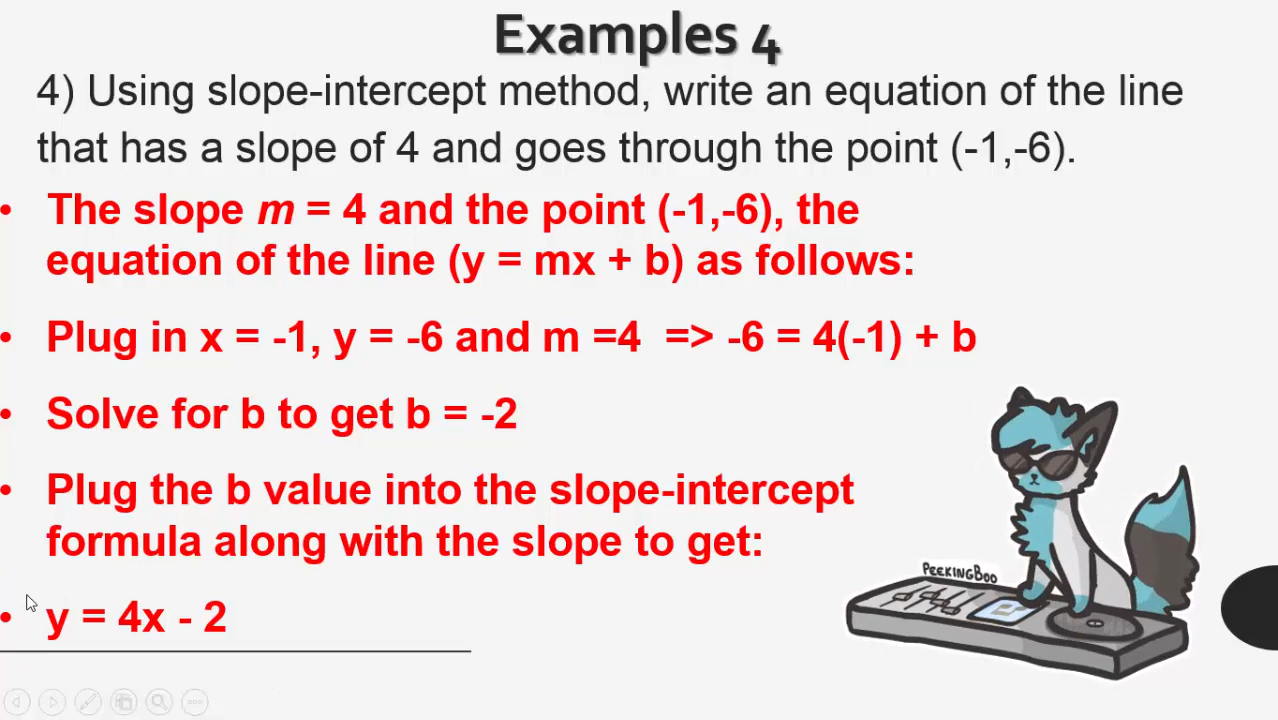 Examples 4
4) Using slope-intercept method, write an equation of the line
that has a slope of 4 and goes through the point (-1,-6).
• The slope m = 4 and the point (-1,-6), the
equation of the line (y = mx + b) as follows:
• Plug in x = -1, y = -6 and m =4 => -6 = 4(-1) + b
• Solve for b to get b = -2
• Plug the b value into the slope-intercept
formula along with the slope to get:
• y = 4x - 2
PEEKINGBOO